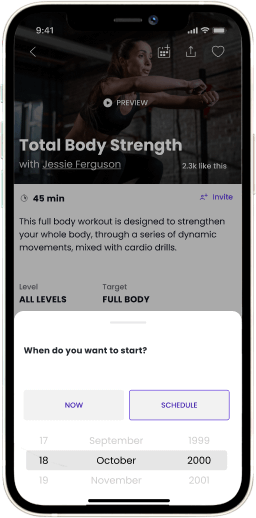 9:41
PREVIEW
Total Body Strength
with Jessie Ferguson
2.3k like this
45 min
Invite
This full body workout is designed to strengthen
your whole body, through a series of dynamic
movements, mixed with cardio drills.
Level Target
ALL LEVELS FULL BODY
When do you want to start?
NOW SCHEDULE
17 September 1999
18 October 2000
19 November 2001